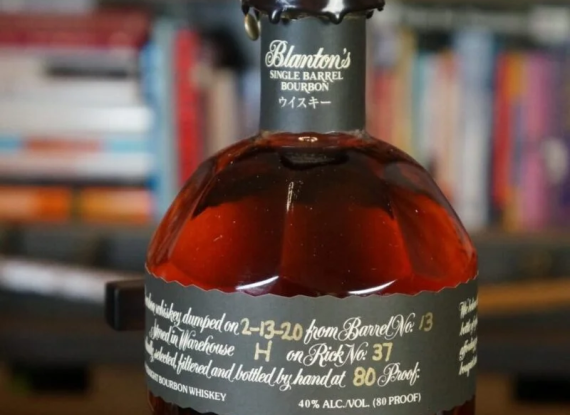 Blanton's
SINGLE BARREL
BOURBON
ウイスキー
whiskey dumped on 2-13-20 from Barrel No. 13
in Warehouse H on Rick No. 37
selected, filtered and bottled by hand at 80 Proof.
BOURBON WHISKEY
40% ALC./VOL. (80 PROOF)